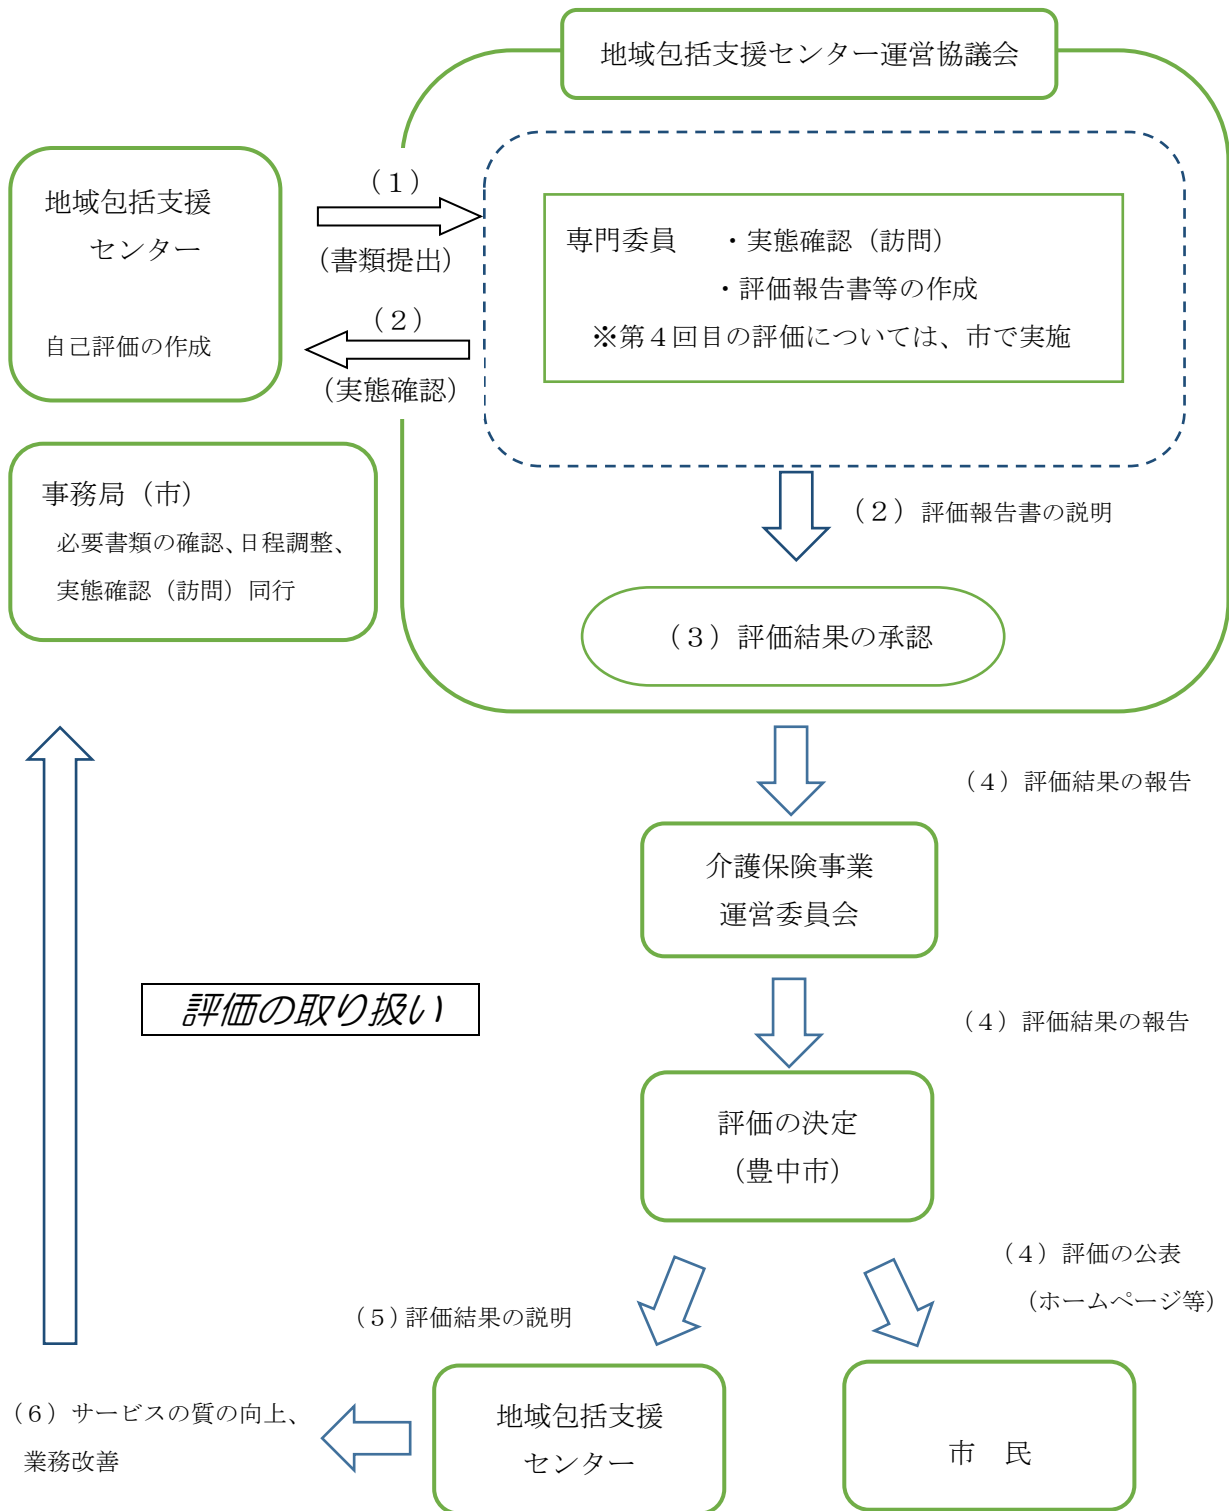 地域包括支援センター運営協議会
地域包括支援
センター
自己評価の作成
（１）
（書類提出）
（２）
（実態確認）
専門委員　・実態確認（訪問）
・評価報告書等の作成
※第４回目の評価については、市で実施
事務局（市）
必要書類の確認、日程調整、
実態確認（訪問）同行
（２）評価報告書の説明
（３）評価結果の承認
（４）評価結果の報告
介護保険事業
運営委員会
評価の取り扱い
（４）評価結果の報告
評価の決定
（豊中市）
（４）評価の公表
（ホームページ等）
（５）評価結果の説明
（６）サービスの質の向上、
業務改善
地域包括支援
センター
市　民